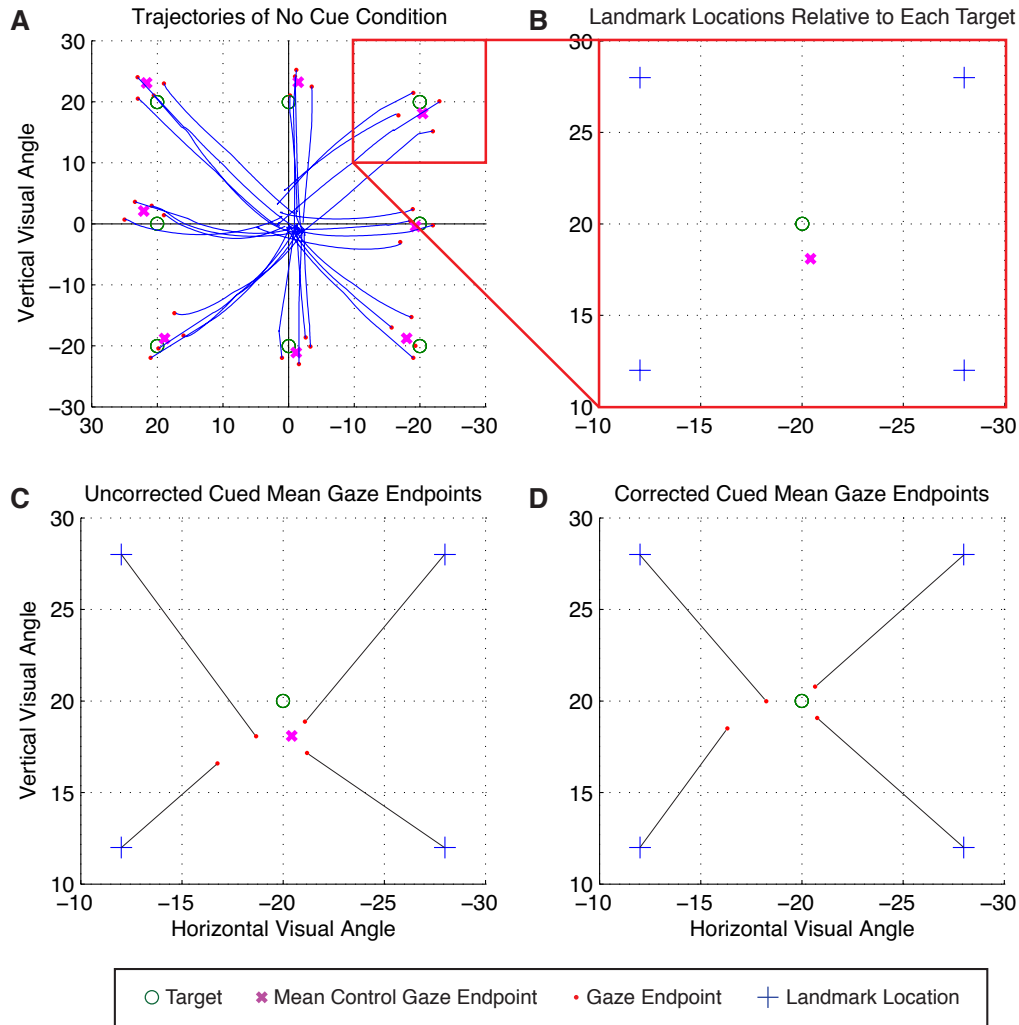 A
Trajectories of No Cue Condition
30
20
10
0
−10
−20
−30
30
20
10
0
−10
−20
−30
Vertical Visual Angle
B
Landmark Locations Relative to Each Target
30
25
20
15
10
−10
−15
−20
−25
−30
C
Uncorrected Cued Mean Gaze Endpoints
30
25
20
15
10
−10
−15
−20
−25
−30
Vertical Visual Angle
Horizontal Visual Angle
D
Corrected Cued Mean Gaze Endpoints
30
25
20
15
10
−10
−15
−20
−25
−30
Horizontal Visual Angle
Target
Mean Control Gaze Endpoint
Gaze Endpoint
Landmark Location